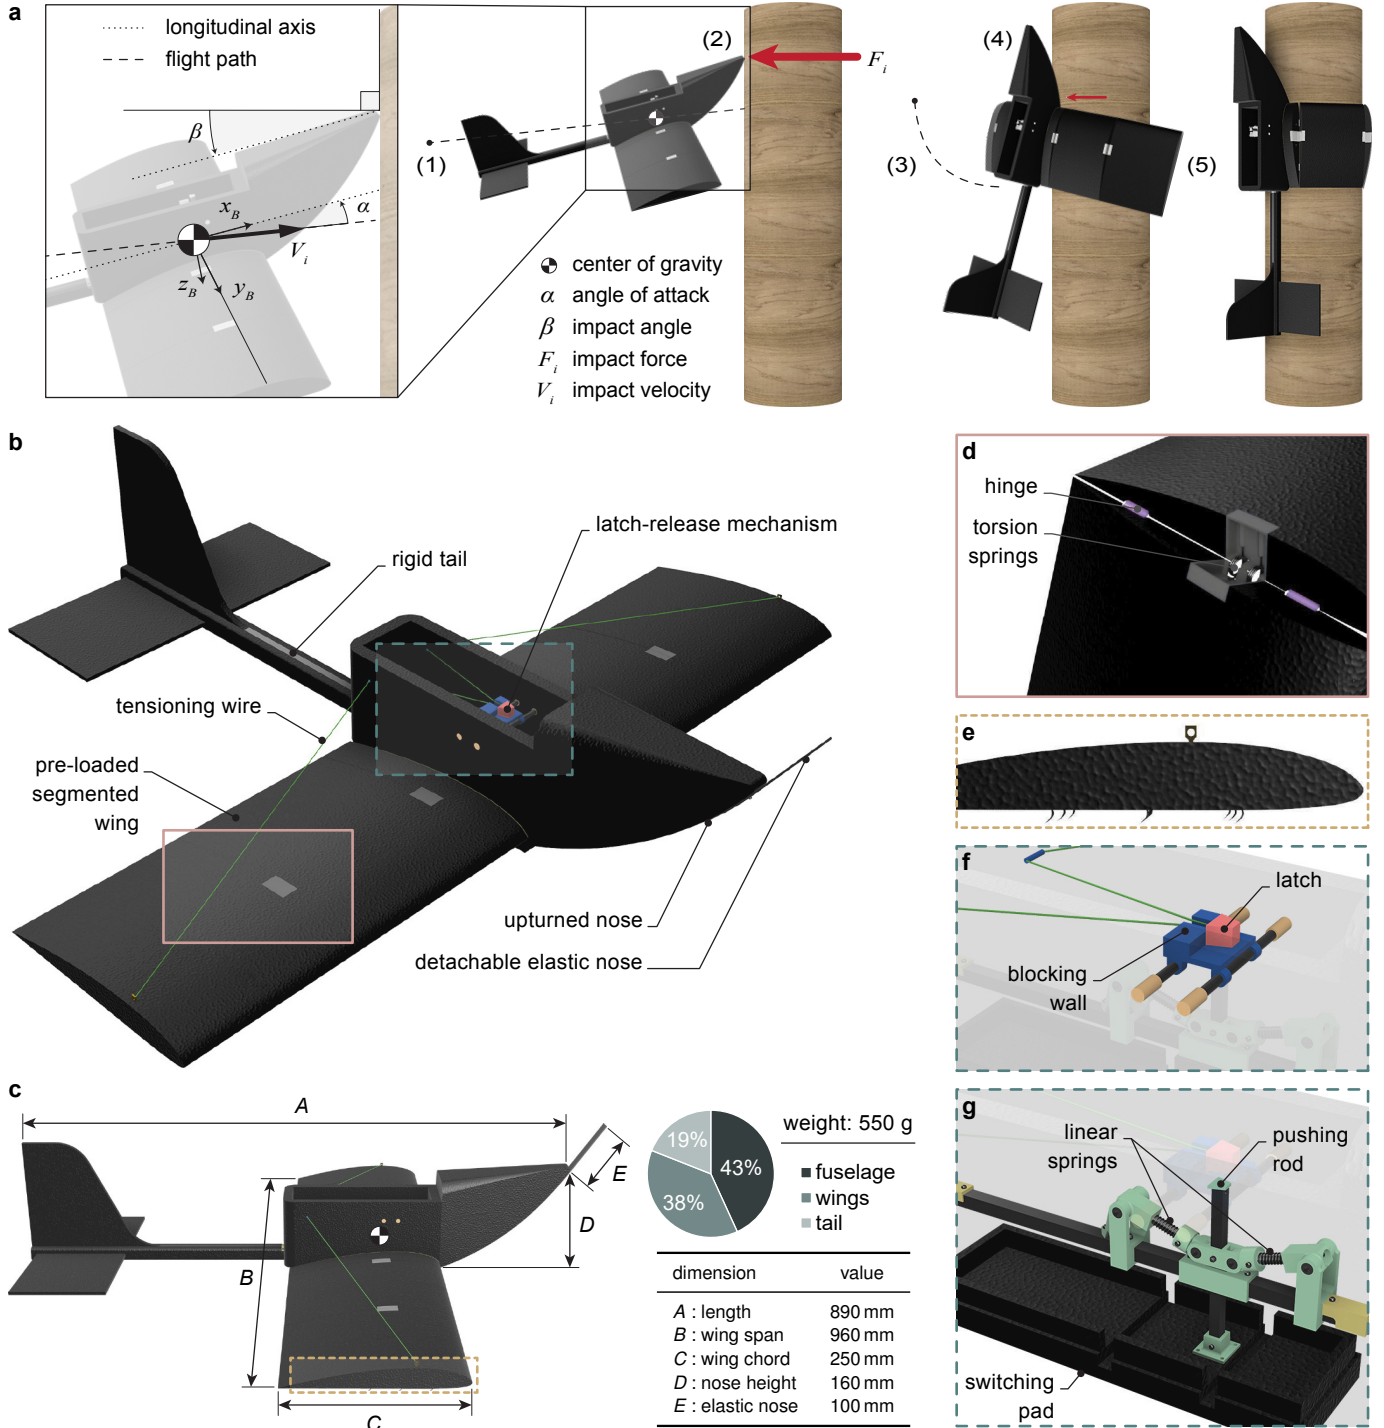 a
longitudinal axis
flight path
β
α
x_B
V_i
z_B
y_B
(1)
(2)
F_i
(3)
(4)
(5)
center of gravity
α angle of attack
β impact angle
F_i impact force
V_i impact velocity
b
latch-release mechanism
rigid tail
tensioning wire
pre-loaded
segmented
wing
upturned nose
detachable elastic nose
c
A
B
C
D
E
19%
43%
38%
weight: 550 g
fuselage
wings
tail
dimension value
A : length 890 mm
B : wing span 960 mm
C : wing chord 250 mm
D : nose height 160 mm
E : elastic nose 100 mm
d
hinge
torsion
springs
e
f
latch
blocking
wall
g
linear
springs
pushing
rod
switching
pad